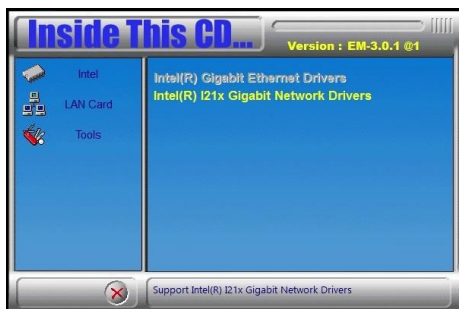 Inside This CD...
Version : EM-3.0.1 @1
Intel
LAN Card
Tools
Intel(R) Gigabit Ethernet Drivers
Intel(R) I21x Gigabit Network Drivers
Support Intel(R) I21x Gigabit Network Drivers